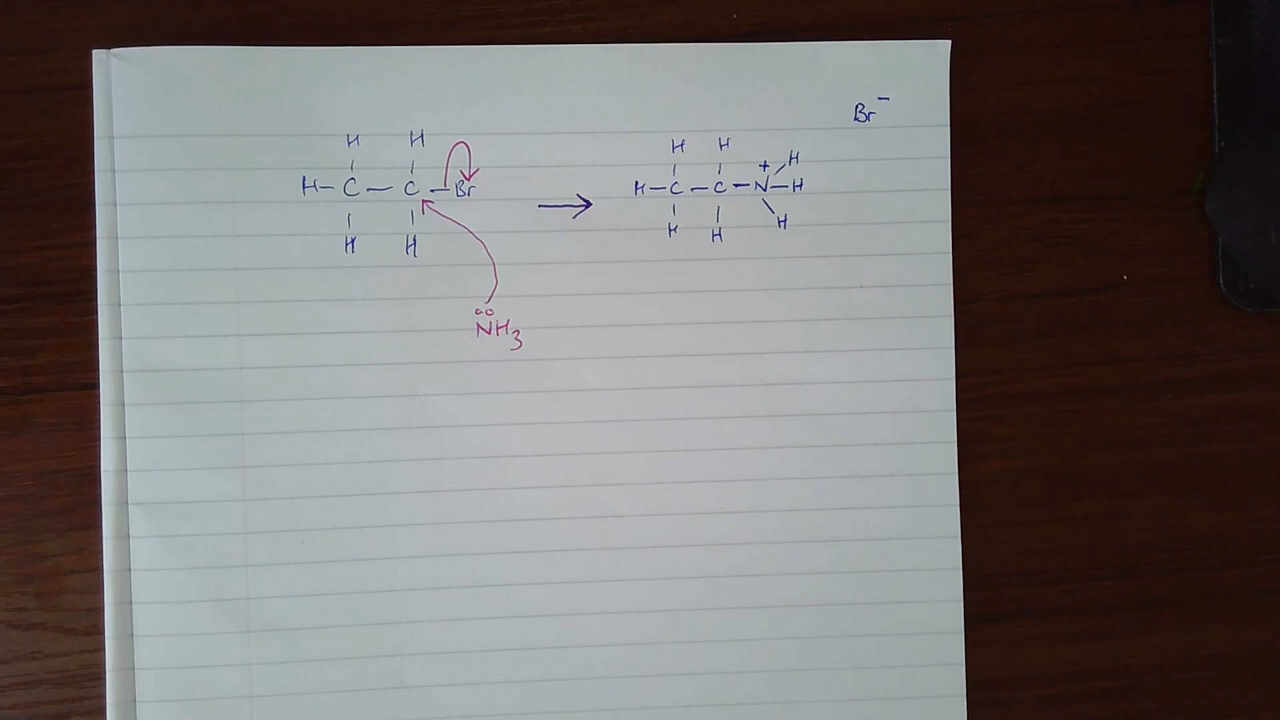 Br⁻
H H H H H
H-C-C-Br → H-C-C-N⁺-H
H H H H H
NH₃